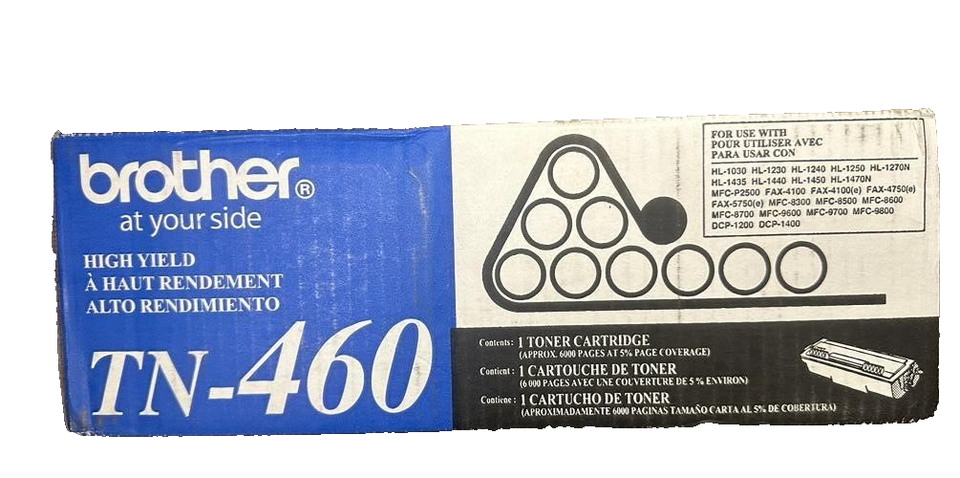 brother®
at your side
HIGH YIELD
À HAUT RENDEMENT
ALTO RENDIMIENTO
TN-460
FOR USE WITH
POUR UTILISER AVEC
PARA USAR CON
HL-1030 HL-1230 HL-1240 HL-1250 HL-1270N
HL-1435 HL-1440 HL-1450 HL-1470N
MFC-P2500 FAX-4100 FAX-4100(e) FAX-4750(e)
FAX-5750(e) MFC-8300 MFC-8500 MFC-8600
MFC-8700 MFC-9600 MFC-9700 MFC-9800
DCP-1200 DCP-1400
Contents: 1 TONER CARTRIDGE
(APPROX. 6000 PAGES AT 5% PAGE COVERAGE)
Contient: 1 CARTOUCHE DE TONER
(6 000 PAGES AVEC UNE COUVERTURE DE 5 % ENVIRON)
Contiene: 1 CARTUCHO DE TONER
(APROXIMADAMENTE 6000 PAGINAS TAMAÑO CARTA AL 5% DE COBERTURA)